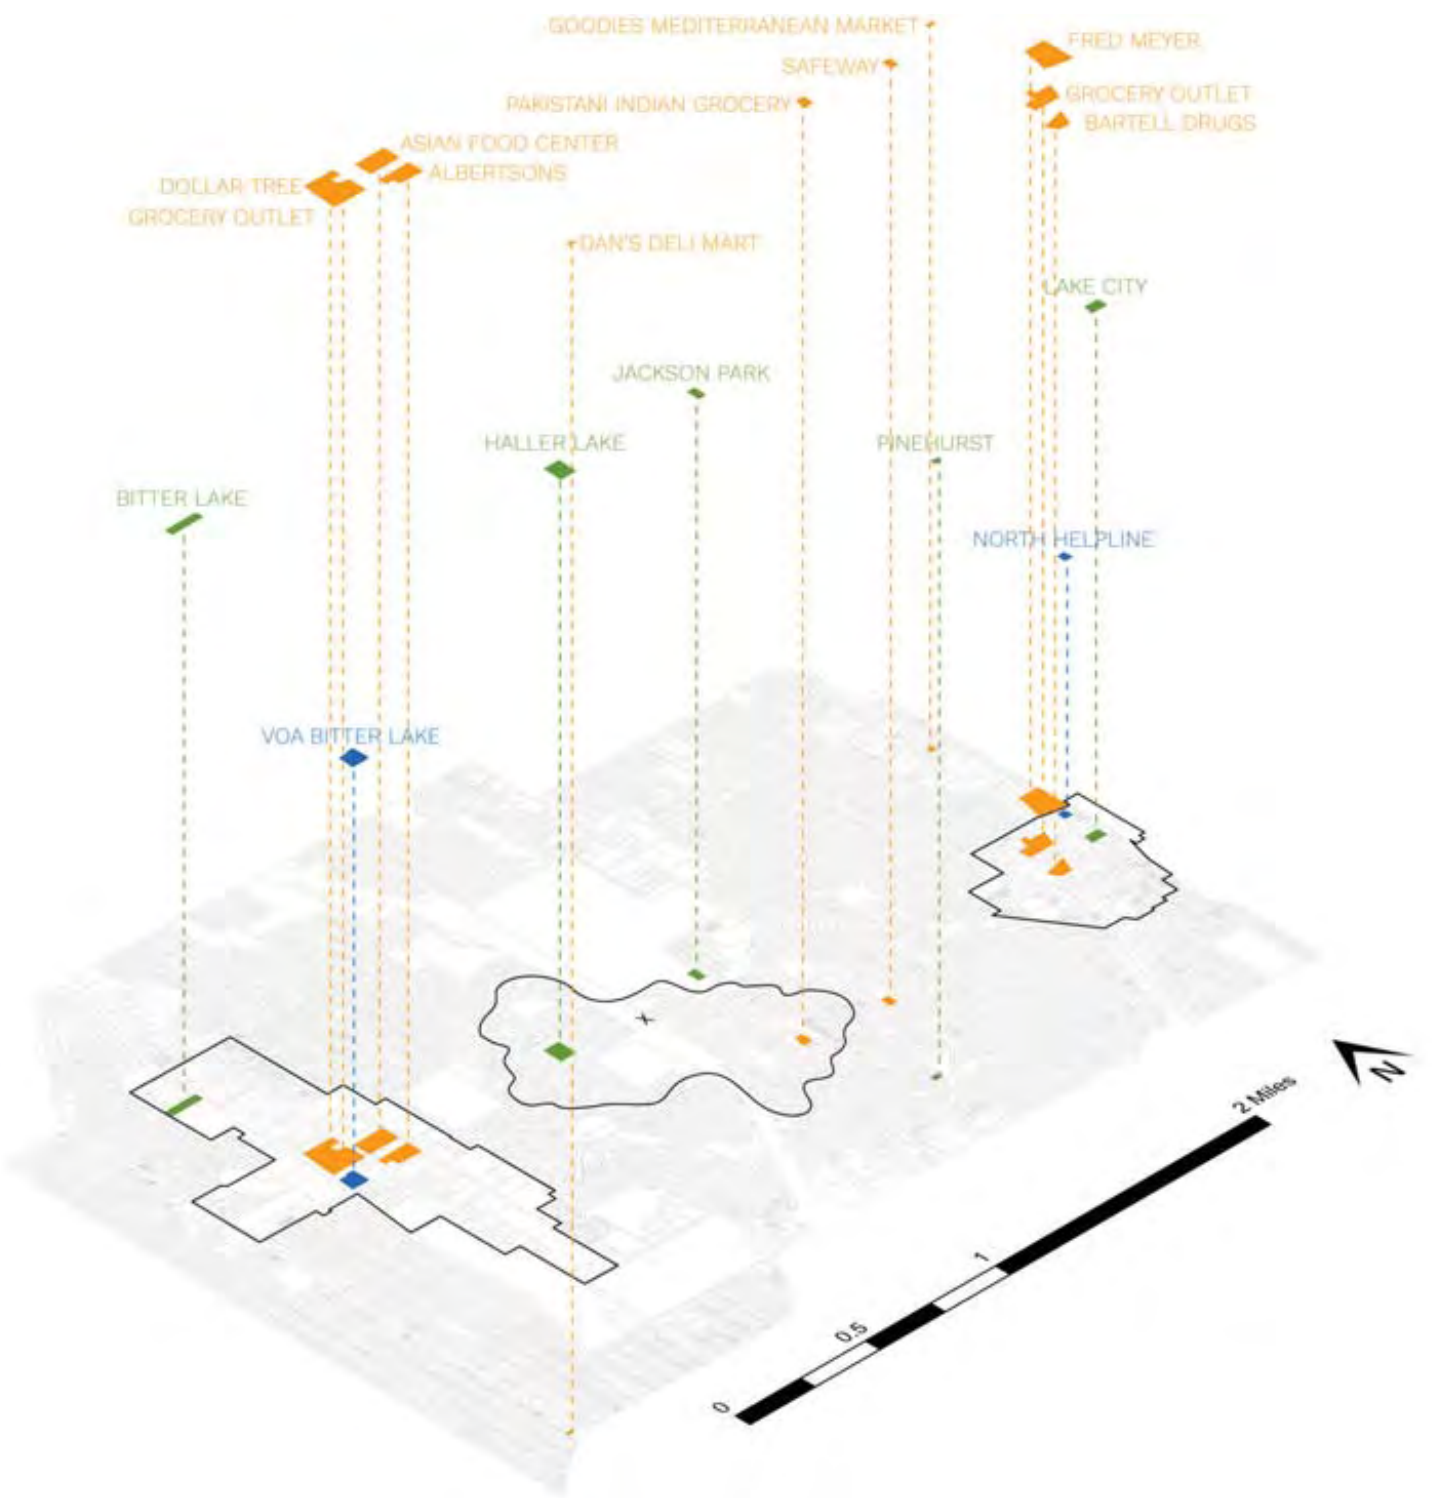 GOODIES MEDITERRANEAN MARKET
FRED MEYER
SAFEWAY
GROCERY OUTLET
PAKISTANI INDIAN GROCERY
BARTELL DRUGS
ASIAN FOOD CENTER
ALBERTSONS
DOLLAR TREE
GROCERY OUTLET
DAN'S DELI MART
LAKE CITY
JACKSON PARK
HALLER LAKE
PINEHURST
BITTER LAKE
NORTH HELPLINE
VOA BITTER LAKE
x
N
2 Miles
1
0.5
0